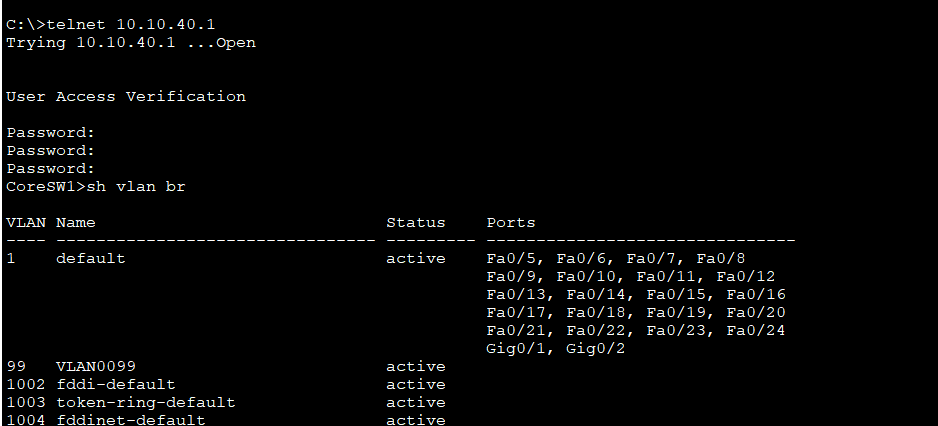 C:\>telnet 10.10.40.1
Trying 10.10.40.1 ...Open
User Access Verification
Password:
Password:
Password:
CoreSW1>sh vlan br
VLAN Name                             Status    Ports
---- -------------------------------- --------- -------------------------------
1    default                          active    Fa0/5, Fa0/6, Fa0/7, Fa0/8
                                                Fa0/9, Fa0/10, Fa0/11, Fa0/12
                                                Fa0/13, Fa0/14, Fa0/15, Fa0/16
                                                Fa0/17, Fa0/18, Fa0/19, Fa0/20
                                                Fa0/21, Fa0/22, Fa0/23, Fa0/24
                                                Gig0/1, Gig0/2
99   VLAN0099                         active
1002 fddi-default                     active
1003 token-ring-default               active
1004 fddinet-default                  active